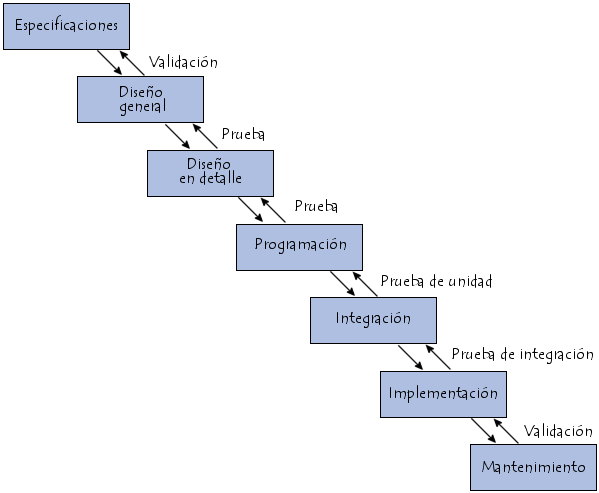 Especificaciones
Validación
Diseño
general
Prueba
Diseño
en detalle
Prueba
Programación
Prueba de unidad
Integración
Prueba de integración
Implementación
Validación
Mantenimiento